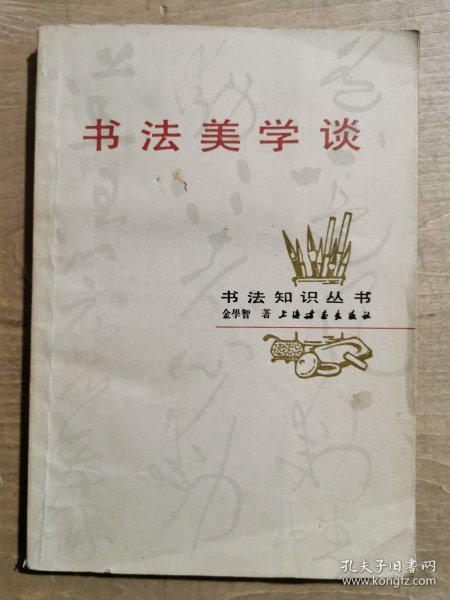 书法美学谈
书法知识丛书
金學智 著 上海书画出版社
孔夫子旧书网
www.kongfz.com